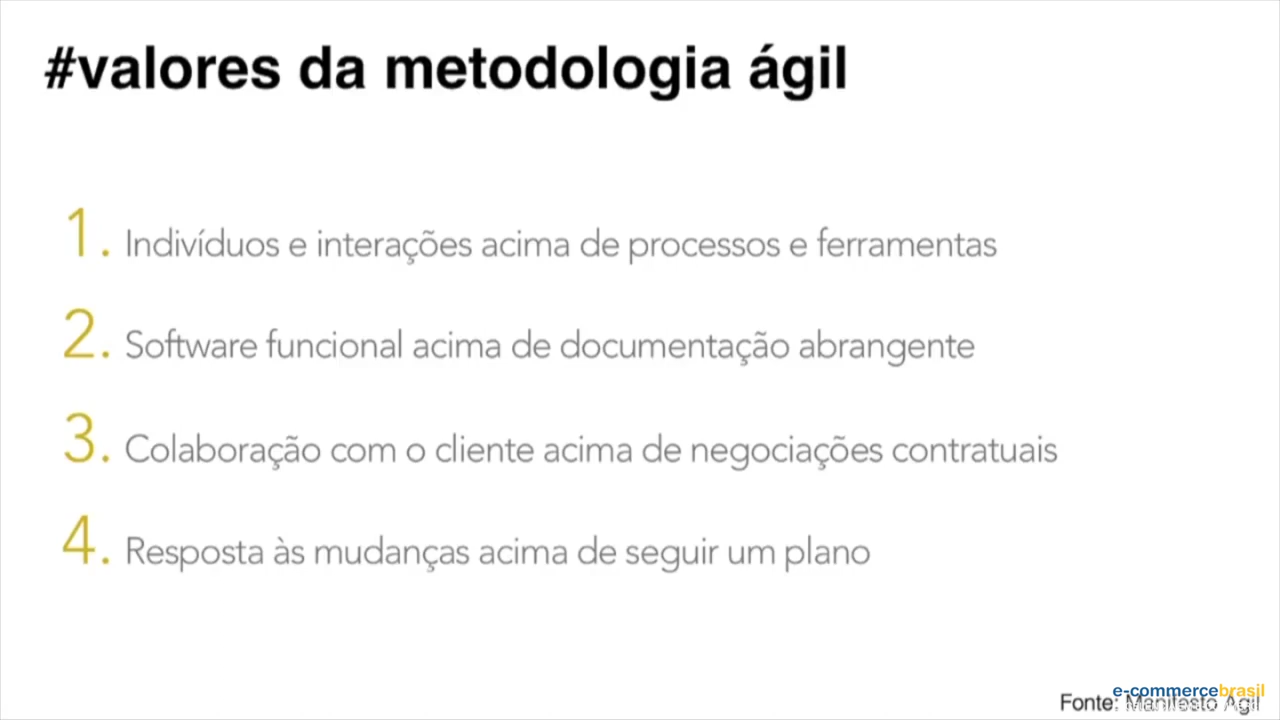 #valores da metodologia ágil
1. Indivíduos e interações acima de processos e ferramentas
2. Software funcional acima de documentação abrangente
3. Colaboração com o cliente acima de negociações contratuais
4. Resposta às mudanças acima de seguir um plano
e-commercebrasil
Fonte: Manifesto Ágil